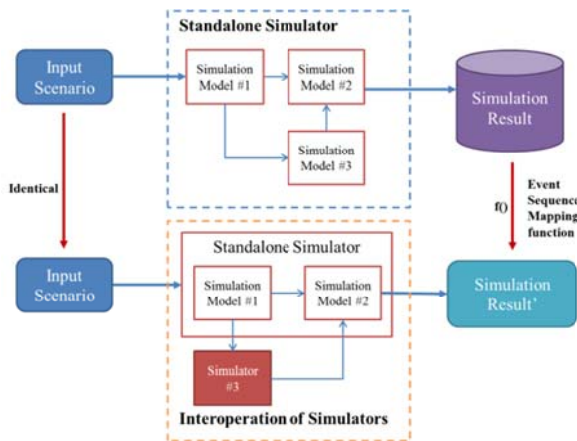 Standalone Simulator
Input
Scenario
Simulation
Model #1
Simulation
Model #2
Simulation
Model #3
Simulation
Result
Identical
f()
Event
Sequence
Mapping
function
Standalone Simulator
Input
Scenario
Simulation
Model #1
Simulation
Model #2
Simulator
#3
Simulation
Result'
Interoperation of Simulators